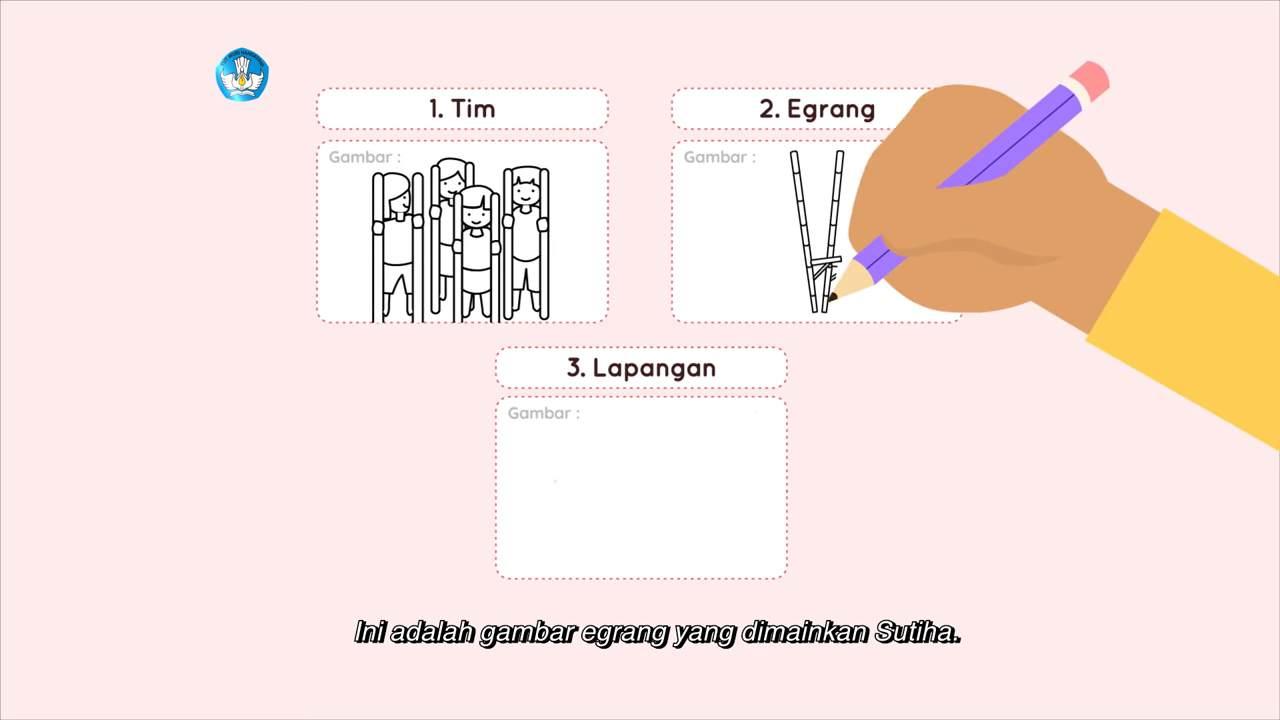 1. Tim
2. Egrang
Gambar :
Gambar :
3. Lapangan
Gambar :
Ini adalah gambar egrang yang dimainkan Sutiha.